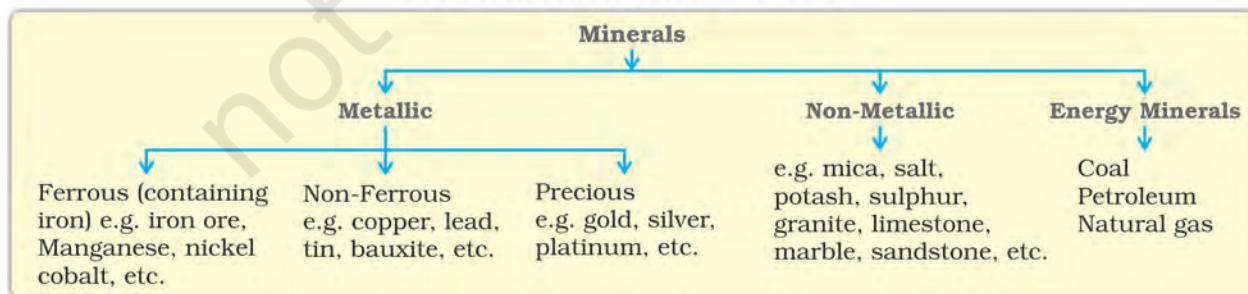 not
Minerals
Metallic
Non-Metallic
Energy Minerals
Ferrous (containing
iron) e.g. iron ore,
Manganese, nickel
cobalt, etc.
Non-Ferrous
e.g. copper, lead,
tin, bauxite, etc.
Precious
e.g. gold, silver,
platinum, etc.
e.g. mica, salt,
potash, sulphur,
granite, limestone,
marble, sandstone, etc.
Coal
Petroleum
Natural gas